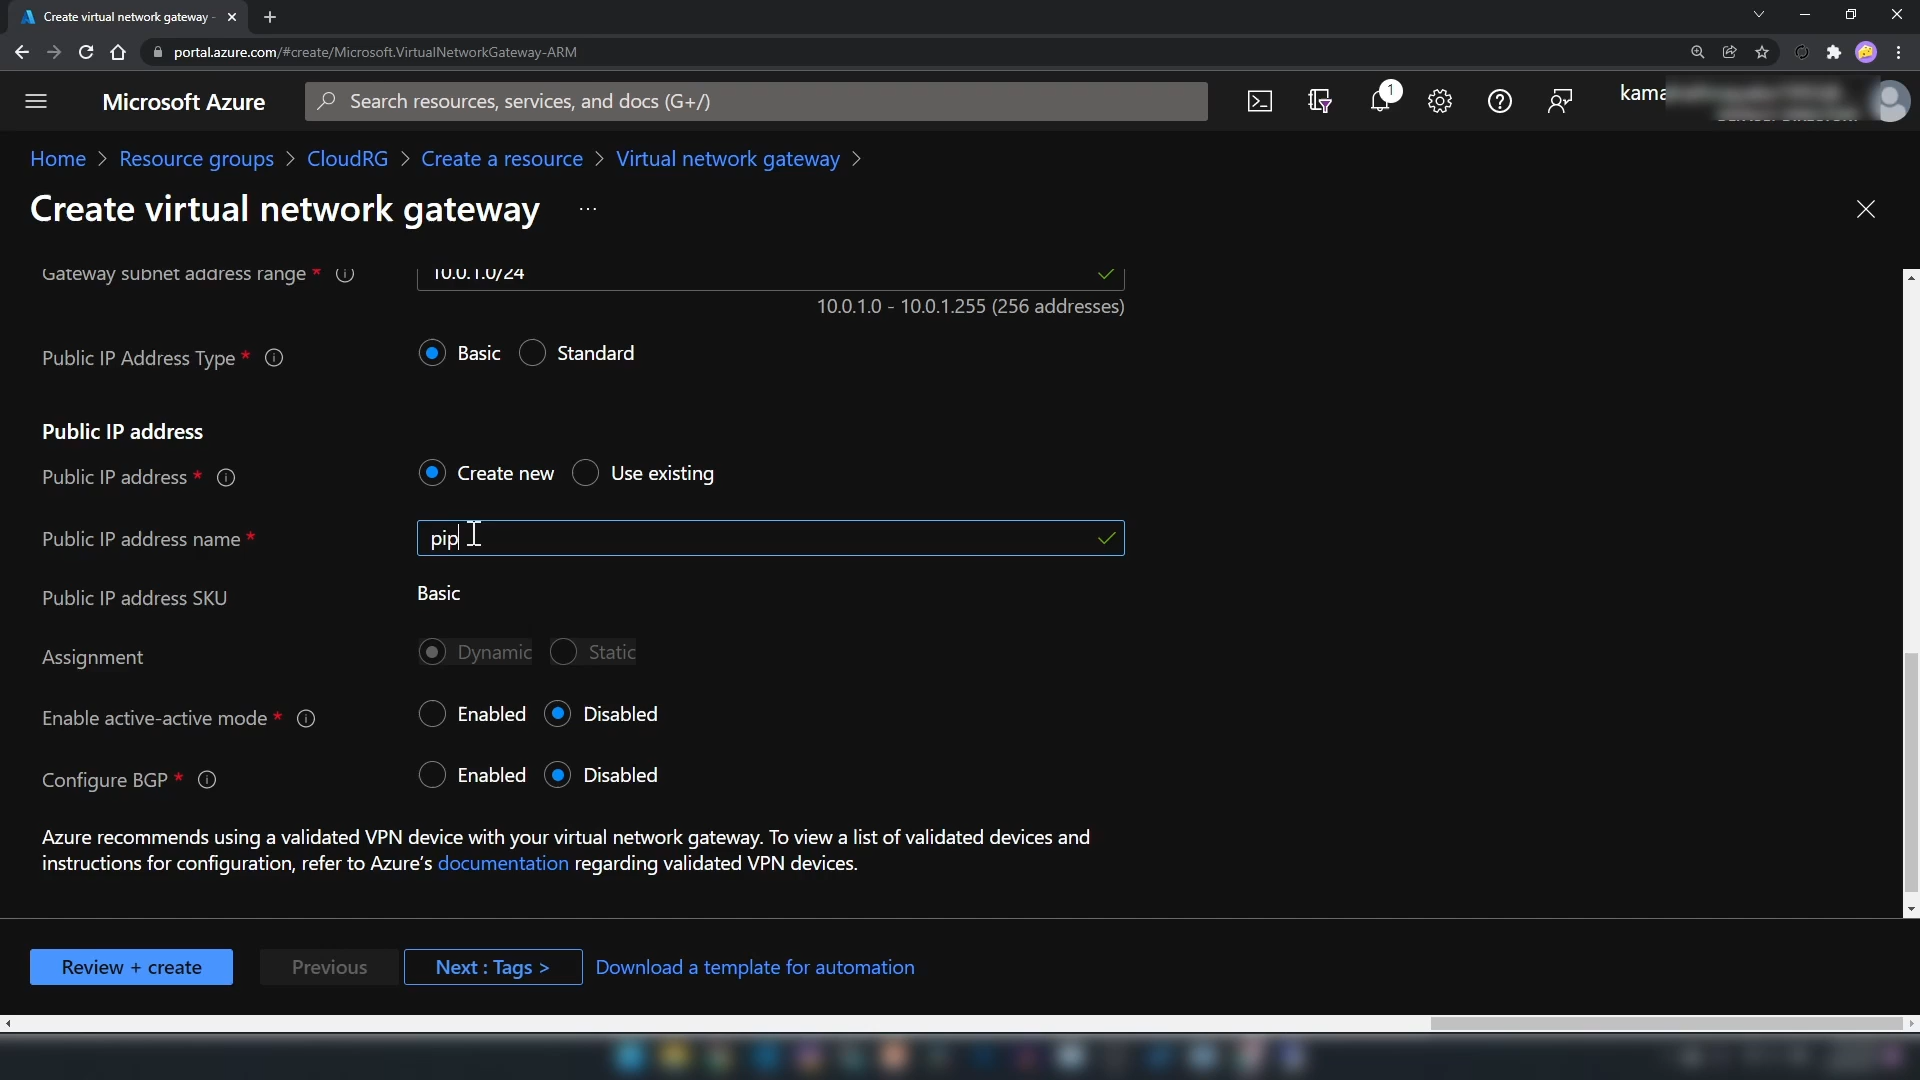 Create virtual network gateway -
portal.azure.com/#create/Microsoft.VirtualNetworkGateway-ARM
Microsoft Azure
Search resources, services, and docs (G+/)
1
kama
Home > Resource groups > CloudRG > Create a resource > Virtual network gateway >
Create virtual network gateway ...
Gateway subnet address range * 10.0.1.0/24
10.0.1.0 - 10.0.1.255 (256 addresses)
Public IP Address Type * Basic Standard
Public IP address
Public IP address * Create new Use existing
Public IP address name * pip
Public IP address SKU Basic
Assignment Dynamic Static
Enable active-active mode * Enabled Disabled
Configure BGP * Enabled Disabled
Azure recommends using a validated VPN device with your virtual network gateway. To view a list of validated devices and
instructions for configuration, refer to Azure's documentation regarding validated VPN devices.
Review + create Previous Next : Tags > Download a template for automation